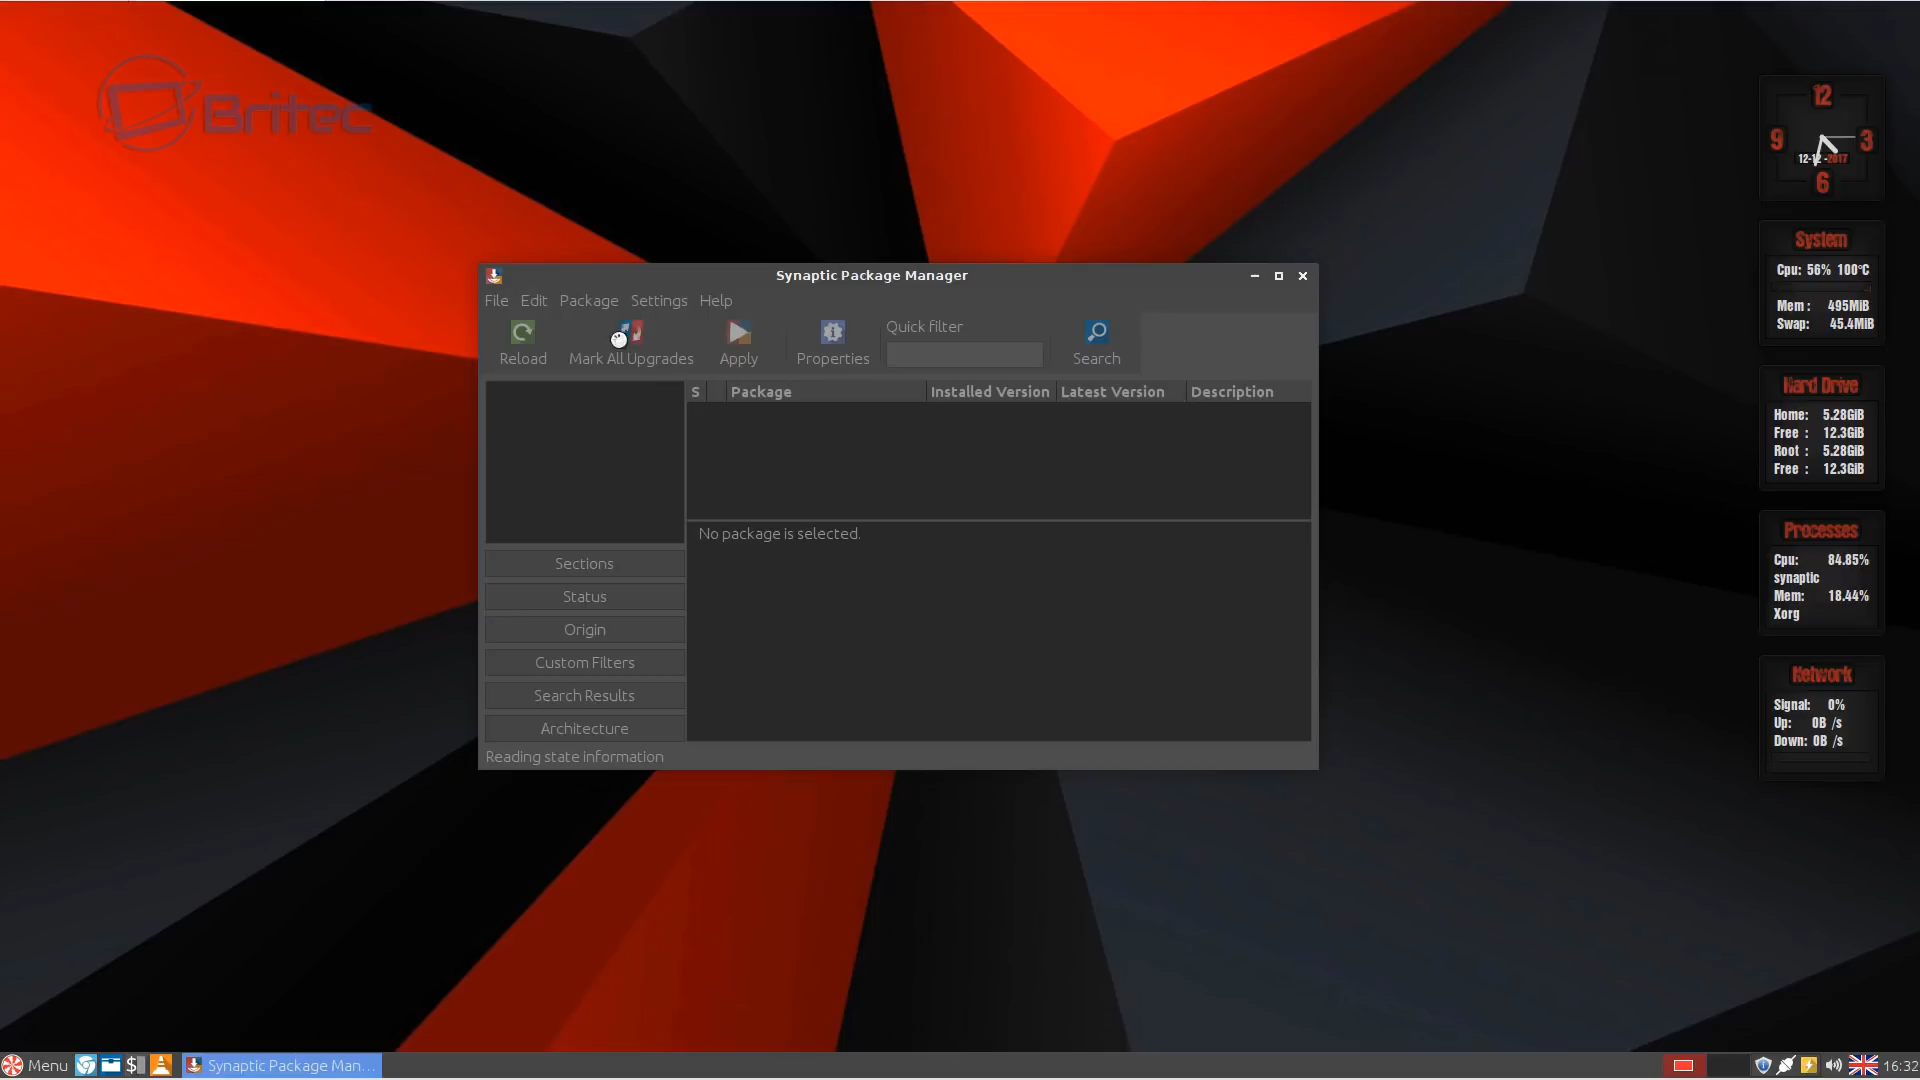 Britec
12
9
3
12-12-2017
6
System
Cpu: 56% 100°C
Mem : 495MiB
Swap: 45.4MiB
Hard Drive
Home: 5.28GiB
Free : 12.3GiB
Root : 5.28GiB
Free : 12.3GiB
Processes
Cpu: 84.85%
synaptic
Mem: 18.44%
Xorg
Network
Signal: 0%
Up: 0B /s
Down: 0B /s
Synaptic Package Manager
File Edit Package Settings Help
Quick filter
Reload Mark All Upgrades Apply Properties Search
S Package Installed Version Latest Version Description
No package is selected.
Sections
Status
Origin
Custom Filters
Search Results
Architecture
Reading state information
Menu $ Synaptic Package Man... 16:32